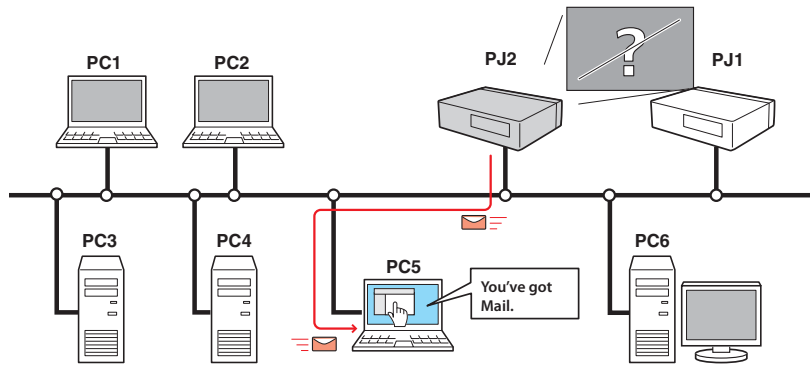 PC1
PC2
PJ2
?
PJ1
PC3
PC4
PC5
You've got
Mail.
PC6